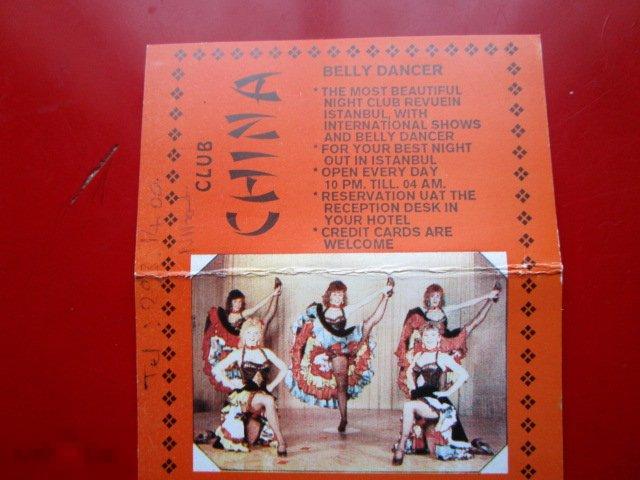 CLUB
CHINA
BELLY DANCER
* THE MOST BEAUTIFUL
NIGHT CLUB REVUEIN
ISTANBUL, WITH
INTERNATIONAL SHOWS
AND BELLY DANCER
* FOR YOUR BEST NIGHT
OUT IN ISTANBUL
* OPEN EVERY DAY
10 PM. TILL. 04 AM.
* RESERVATION UAT THE
RECEPTION DESK IN
YOUR HOTEL
* CREDIT CARDS ARE
WELCOME
Tel :